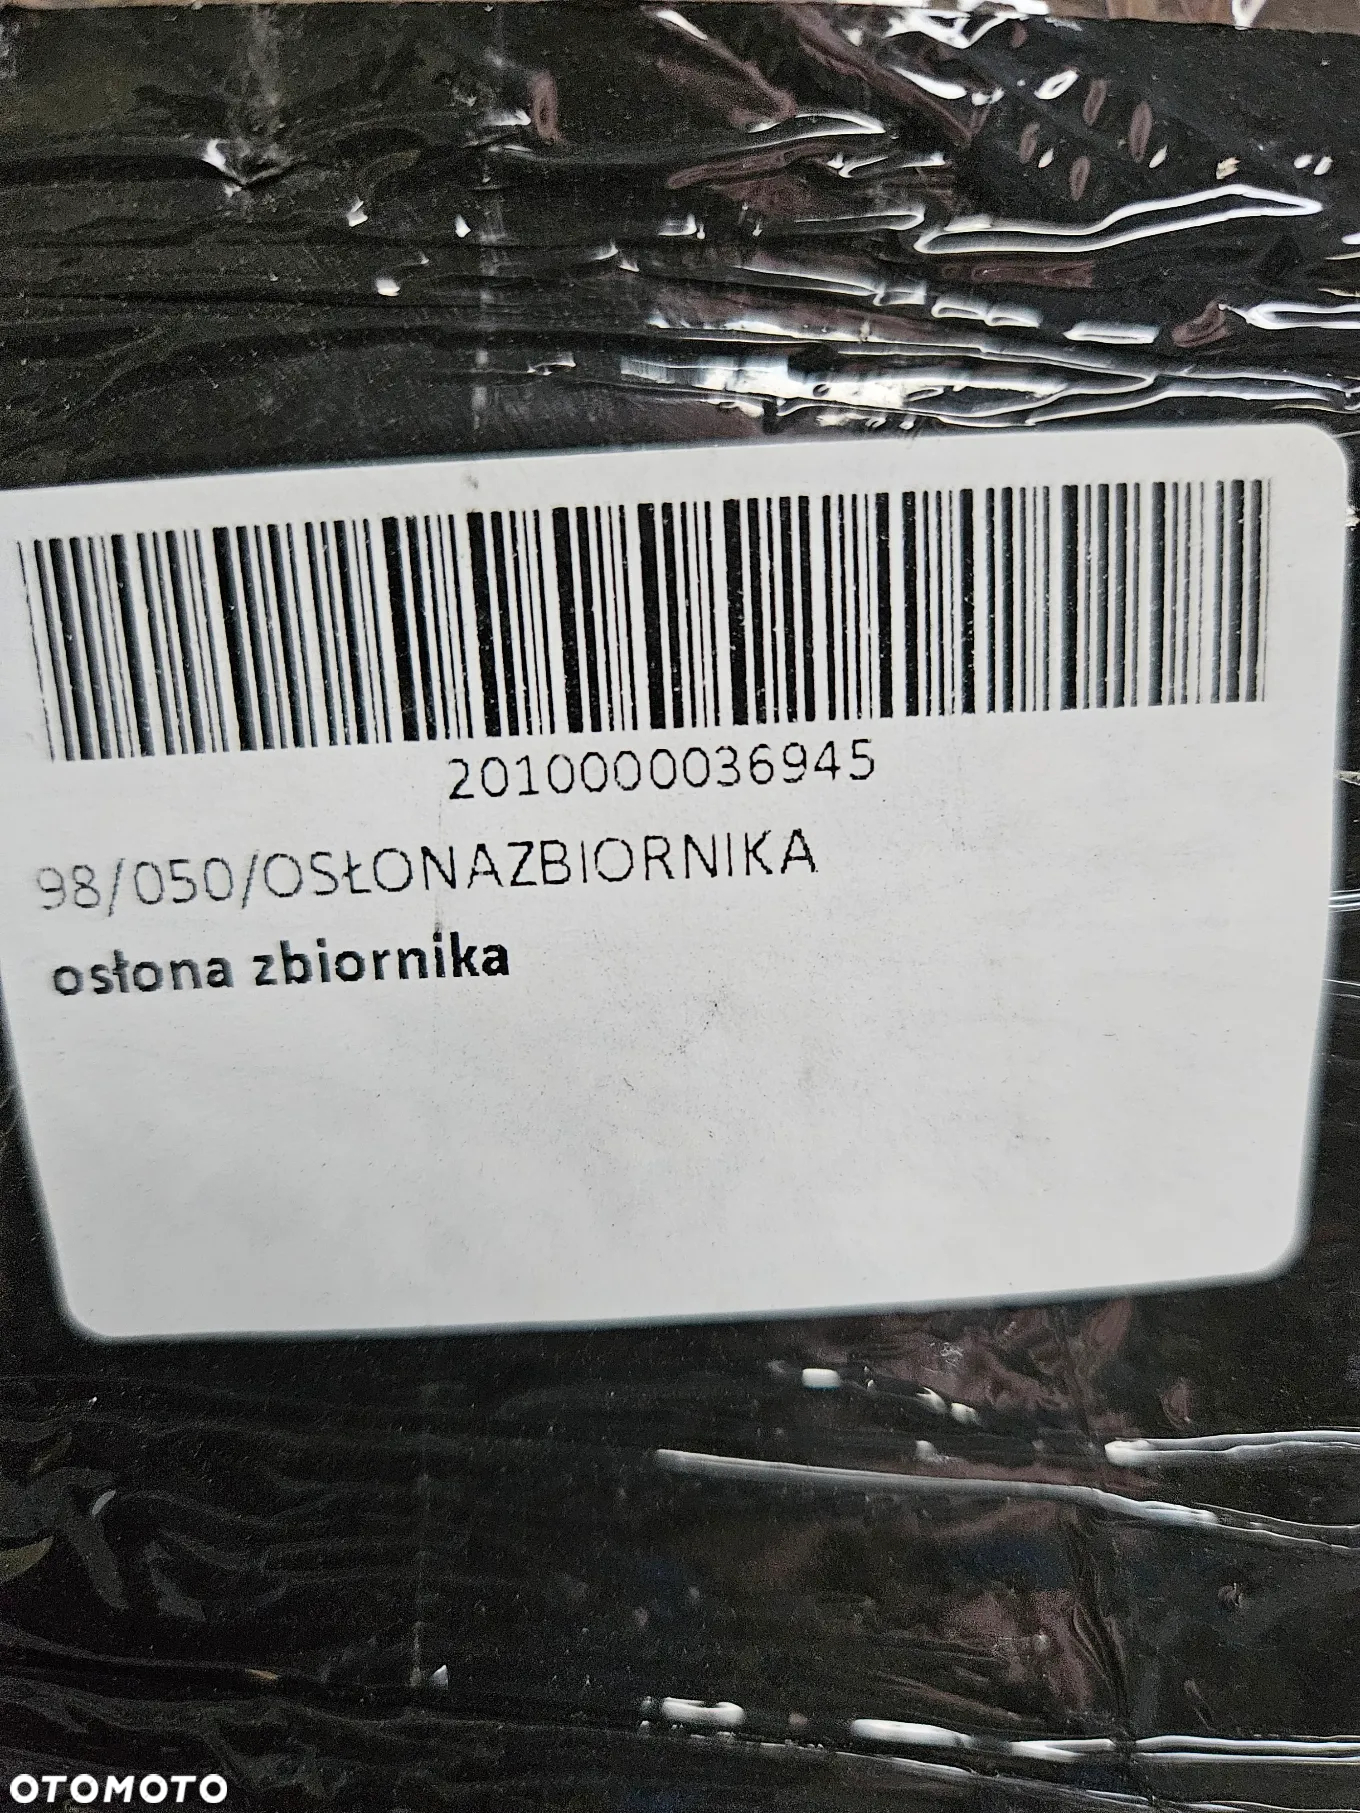 2010000036945
98/050/OSŁONAZBIORNIKA
osłona zbiornika
OTOMOTO